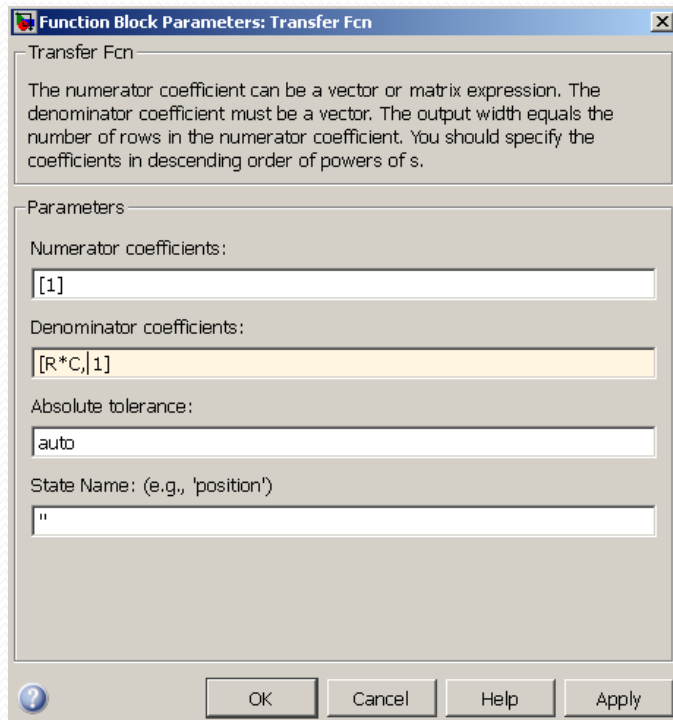 Function Block Parameters: Transfer Fcn
Transfer Fcn
The numerator coefficient can be a vector or matrix expression. The
denominator coefficient must be a vector. The output width equals the
number of rows in the numerator coefficient. You should specify the
coefficients in descending order of powers of s.
Parameters
Numerator coefficients:
[1]
Denominator coefficients:
[R*C, 1]
Absolute tolerance:
auto
State Name: (e.g., 'position')
''
OK Cancel Help Apply